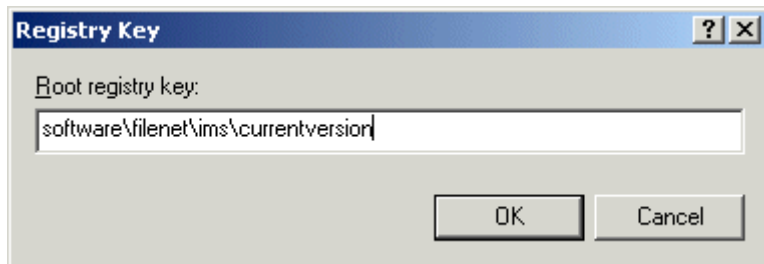 Registry Key
Root registry key:
software\filenet\ims\currentversion
OK Cancel